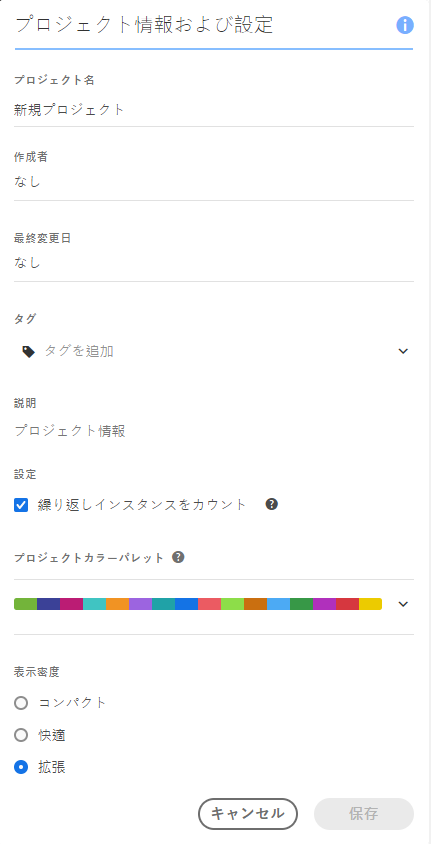 プロジェクト情報および設定
プロジェクト名
新規プロジェクト
作成者
なし
最終変更日
なし
タグ
タグを追加
説明
プロジェクト情報
設定
繰り返しインスタンスをカウント
プロジェクトカラーパレット
表示密度
コンパクト
快適
拡張
キャンセル 保存